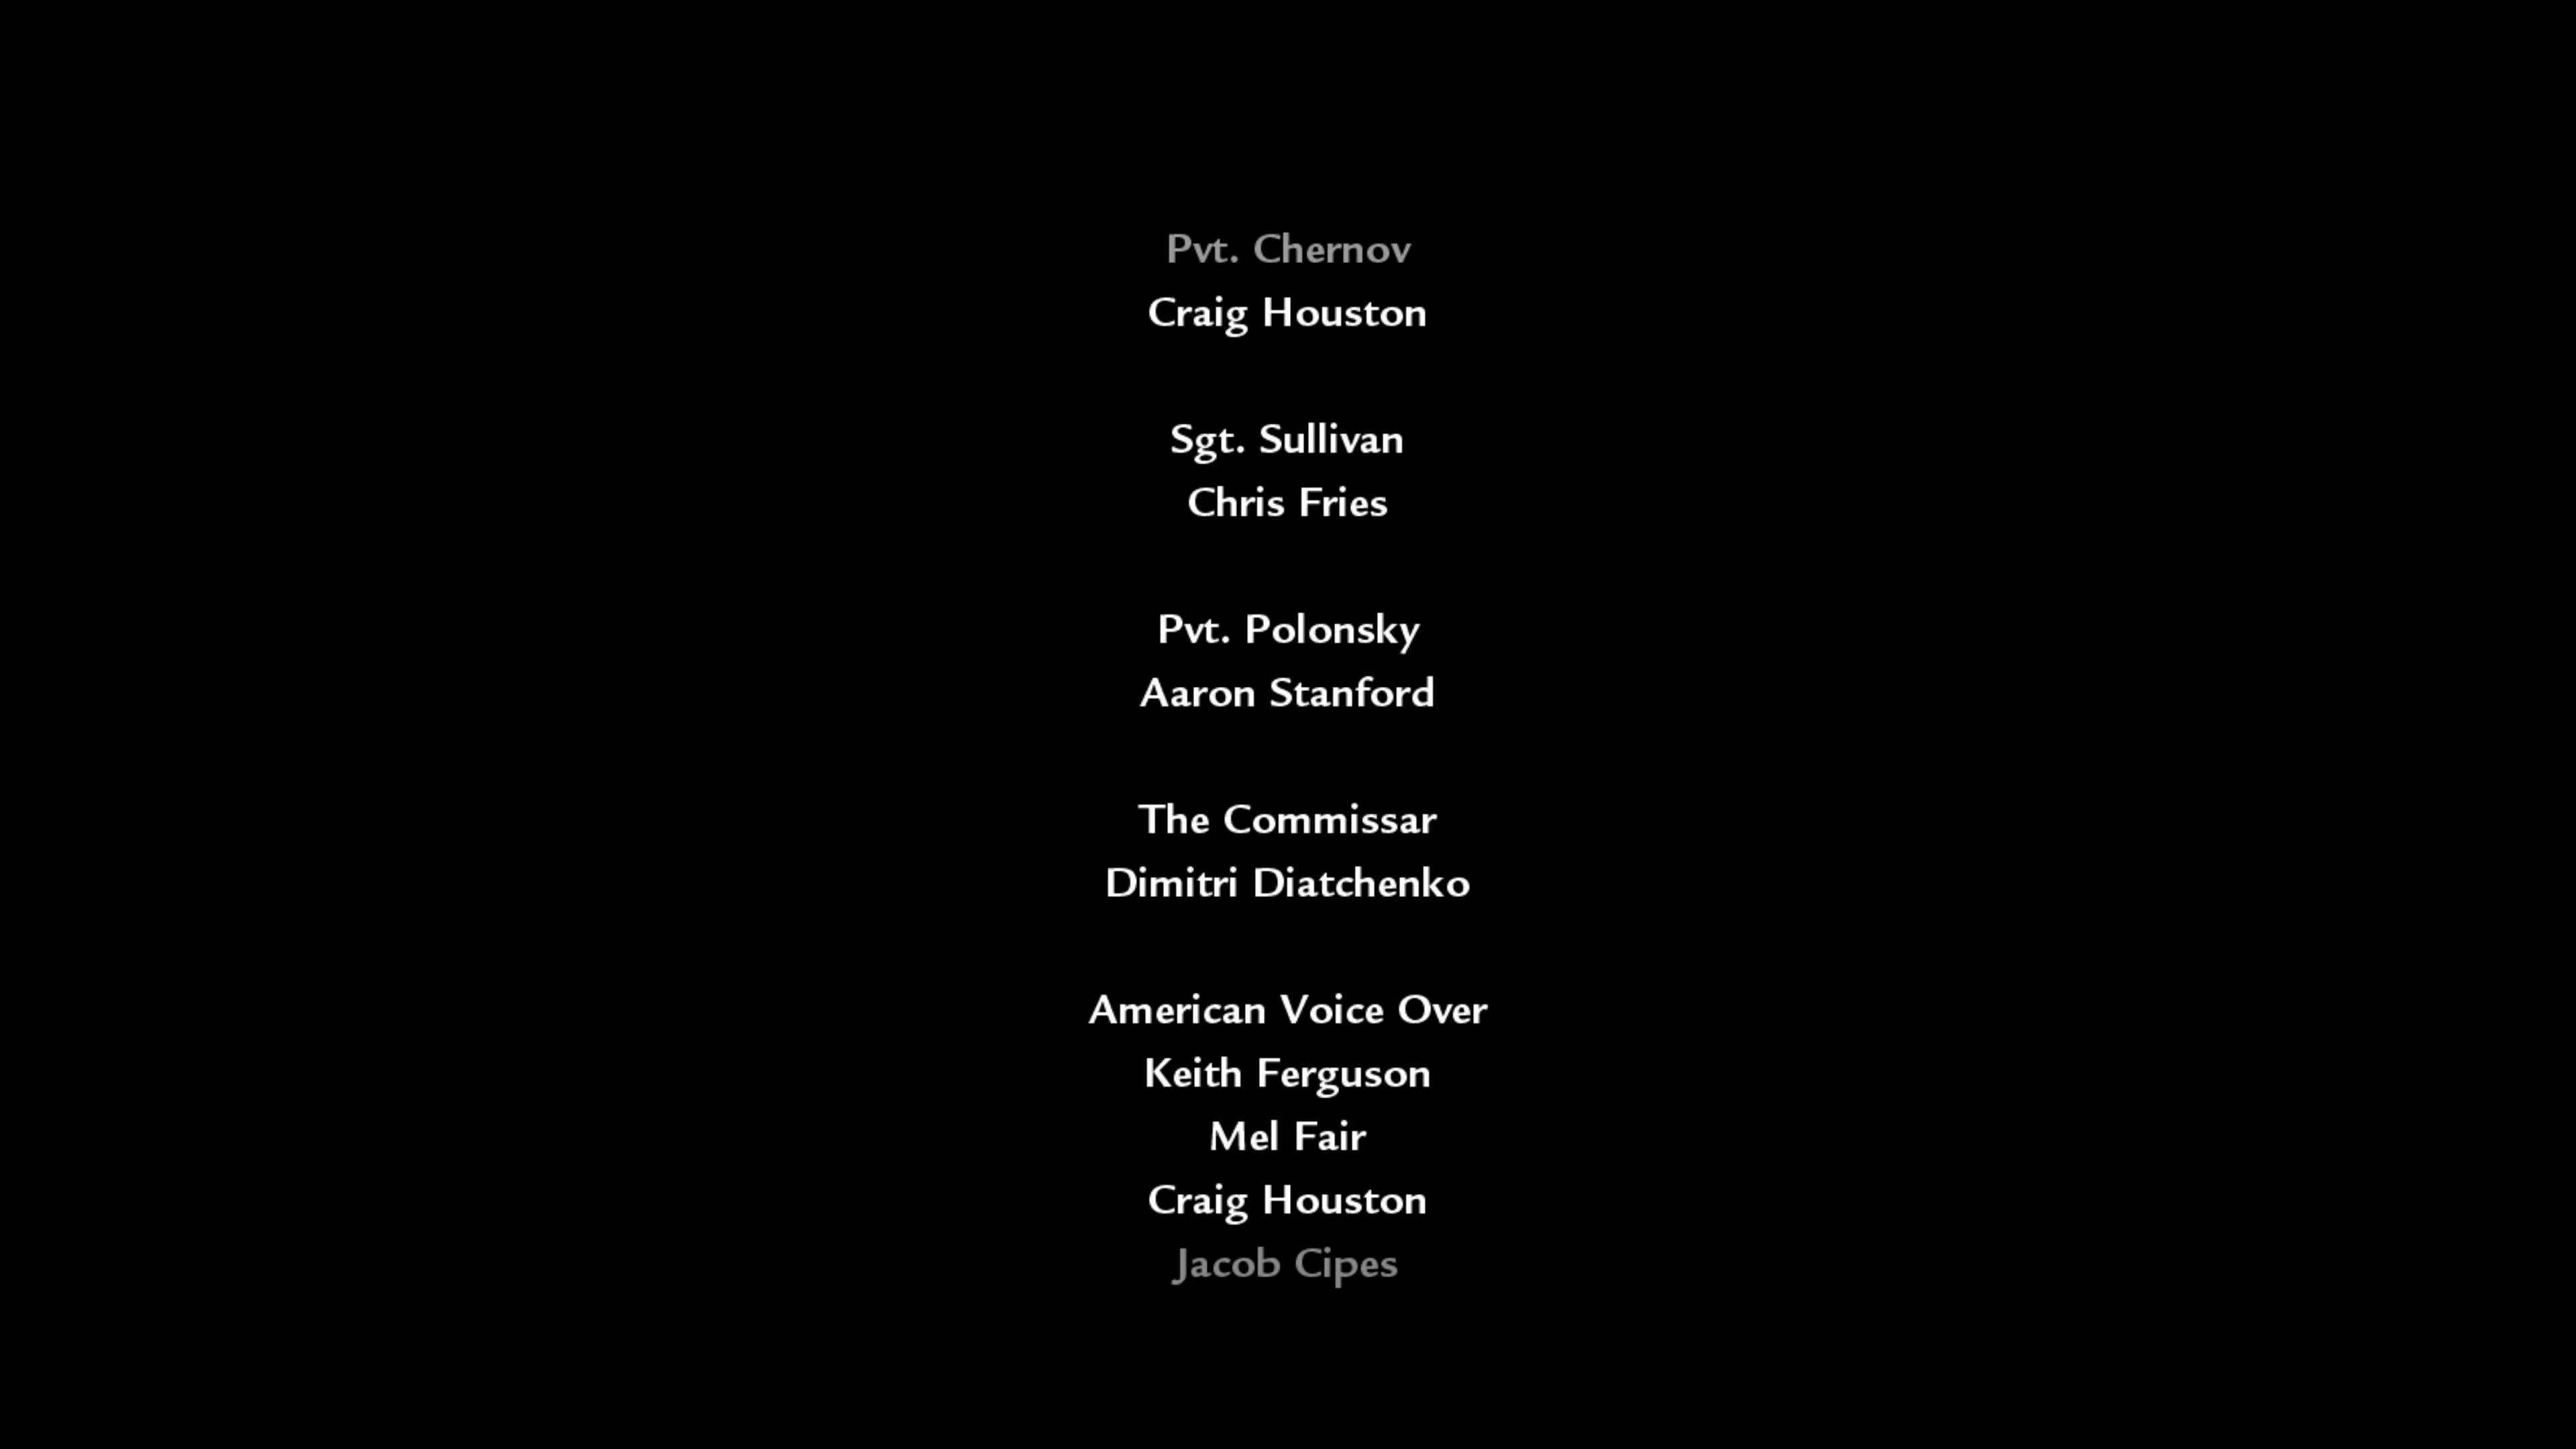 Pvt. Chernov
Craig Houston
Sgt. Sullivan
Chris Fries
Pvt. Polonsky
Aaron Stanford
The Commissar
Dimitri Diatchenko
American Voice Over
Keith Ferguson
Mel Fair
Craig Houston
Jacob Cipes